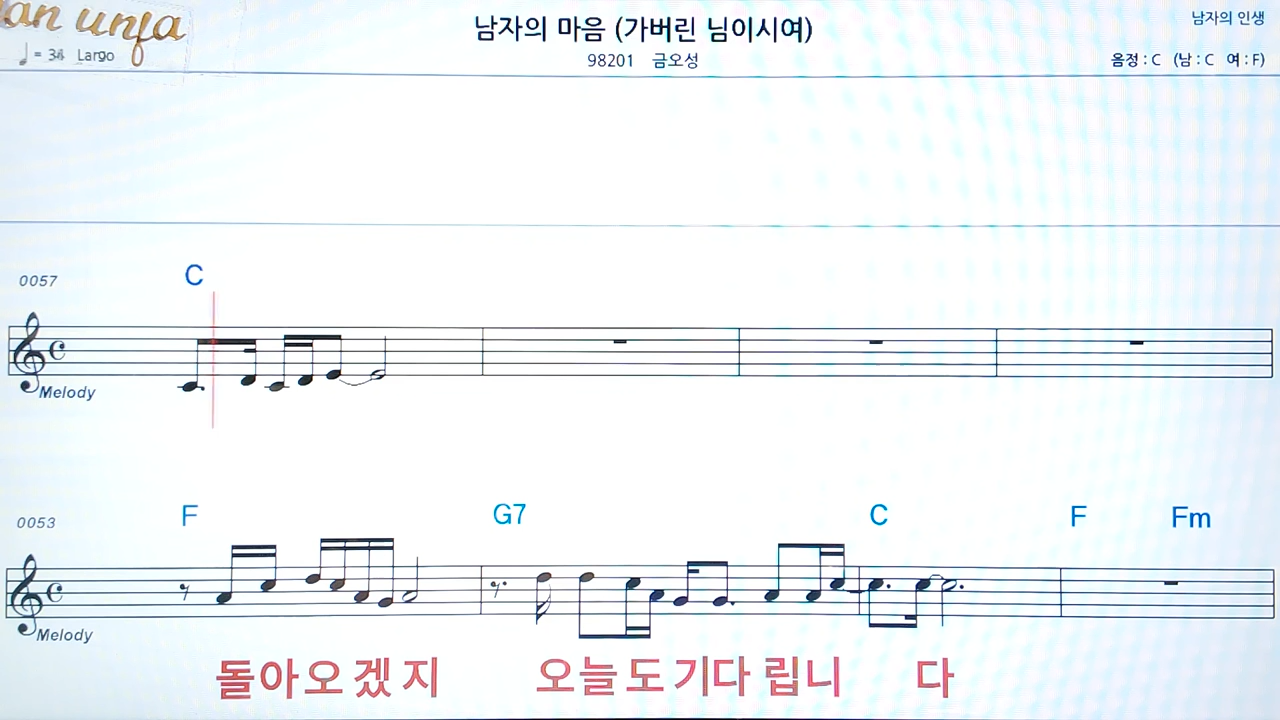 남자의 마음 (가버린 님이시여)
남자의 인생
= 34 Largo
98201 금오성
음정 : C (남 : C 여 : F)
0057
C
Melody
0053
F G7 C F Fm
Melody
돌아오겠지 오늘도 기다립니다